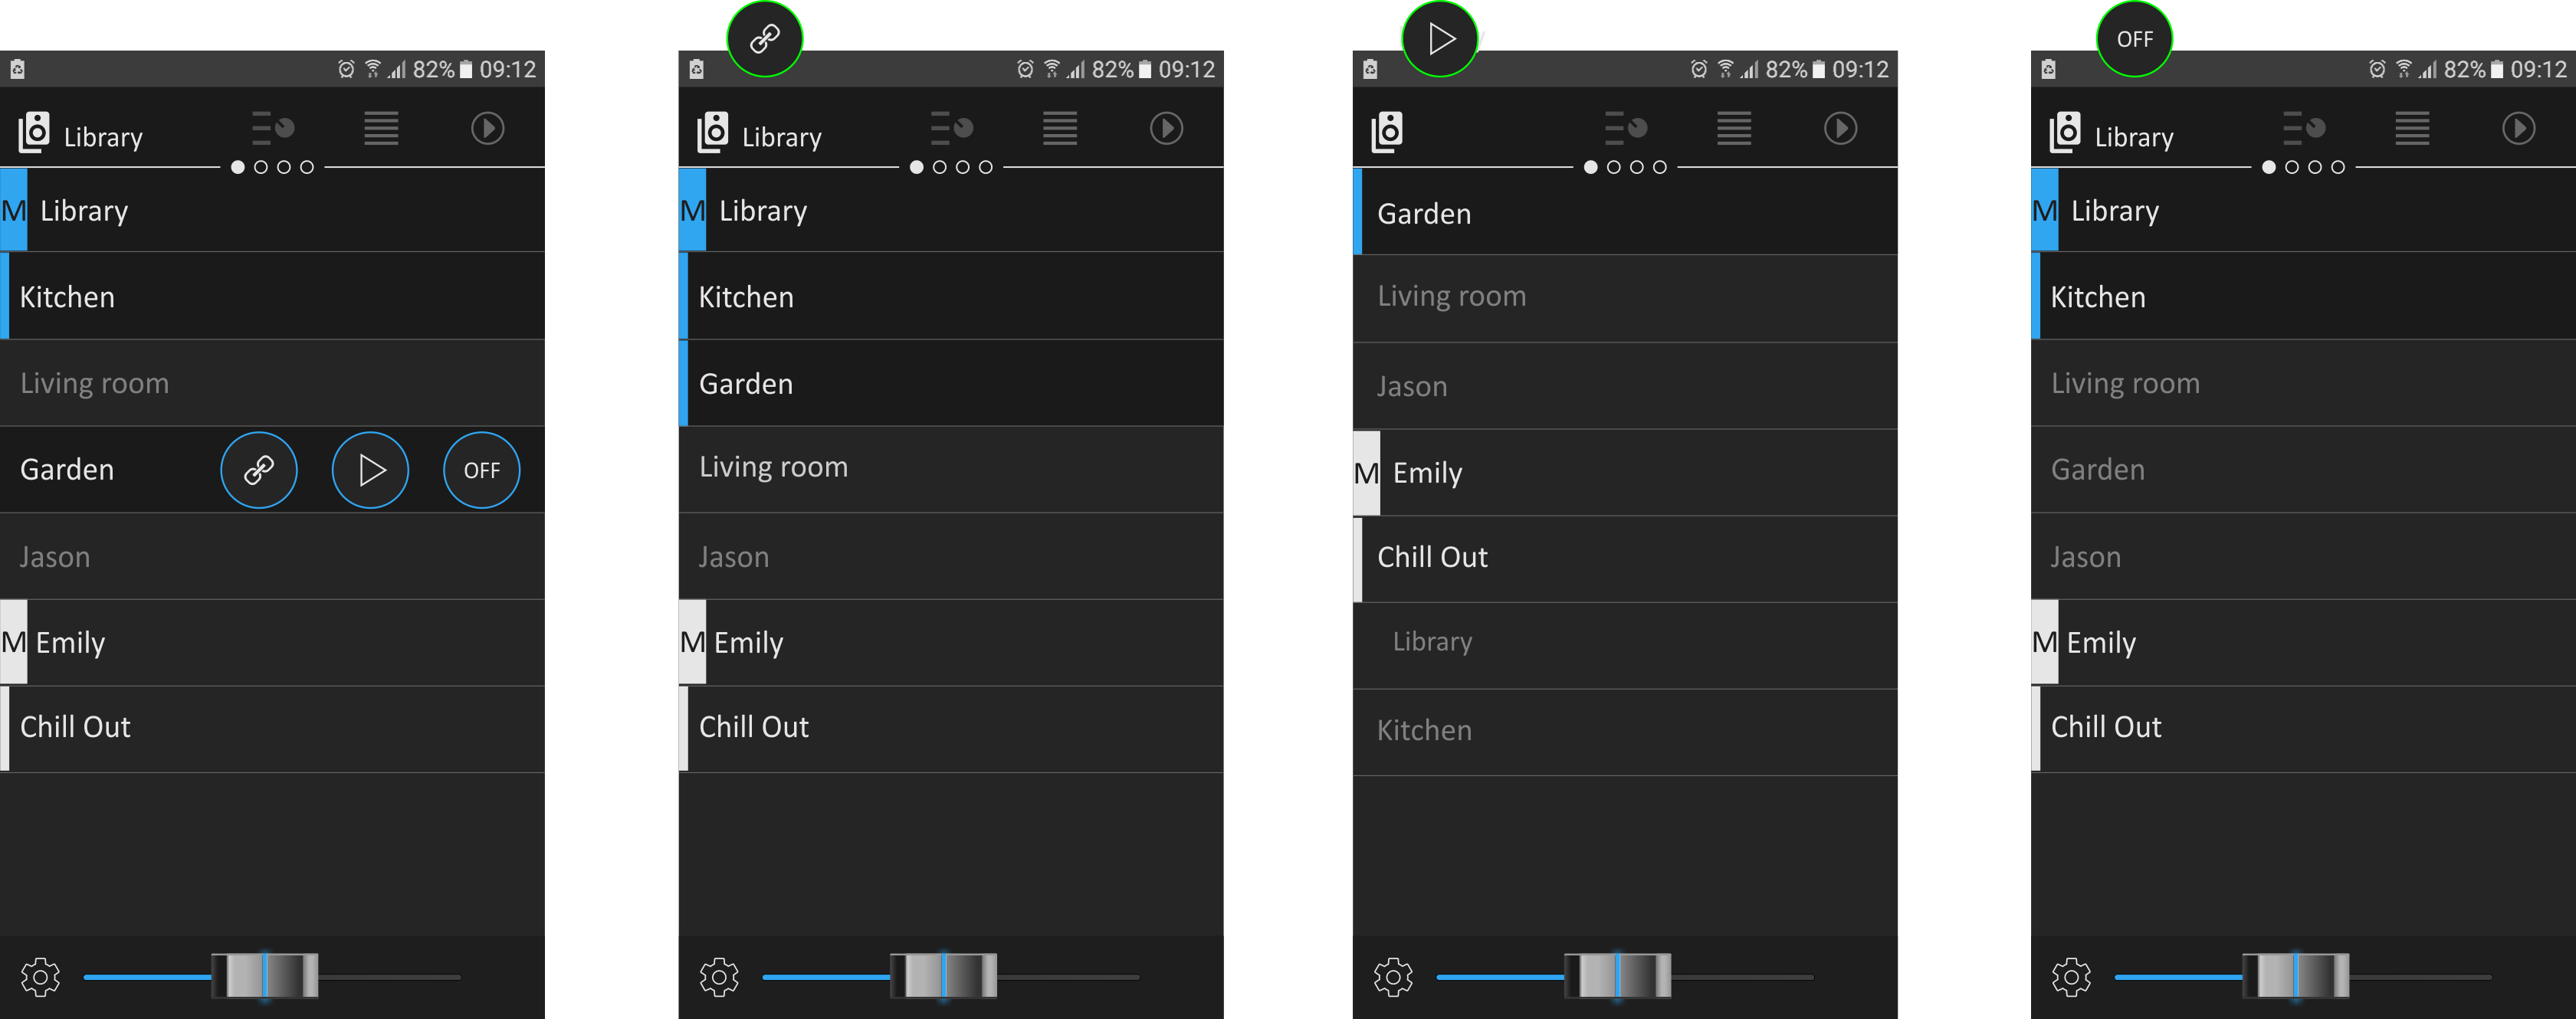 82% 09:12
Library
M Library
Kitchen
Living room
Garden OFF
Jason
M Emily
Chill Out
82% 09:12
Library
M Library
Kitchen
Garden
Living room
Jason
M Emily
Chill Out
82% 09:12
Garden
Living room
Jason
M Emily
Chill Out
Library
Kitchen
OFF
82% 09:12
Library
M Library
Kitchen
Living room
Garden
Jason
M Emily
Chill Out